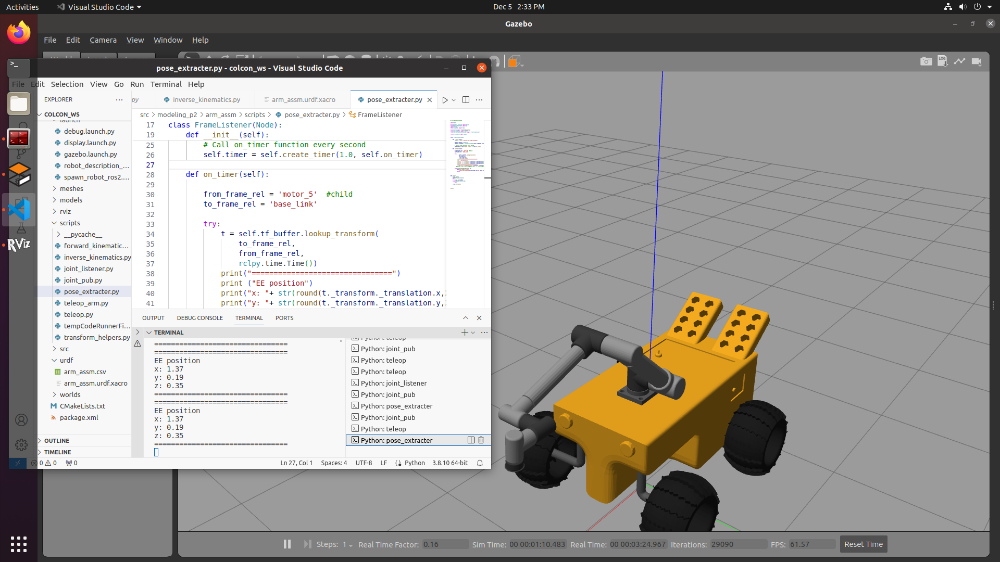 Activities
Visual Studio Code
Dec 5 2:33 PM
Gazebo
File Edit Camera View Window Help
pose_extracter.py - colcon_ws - Visual Studio Code
File Edit Selection View Go Run Terminal Help
EXPLORER
py
inverse_kinematics.py
arm_assm.urdf.xacro
pose_extracter.py
COLCON_WS
launch
debug.launch.py
display.launch.py
gazebo.launch.py
robot_description_...
spawn_robot_ros2....
meshes
models
rviz
scripts
__pycache__
forward_kinematic...
inverse_kinematics.py
joint_listener.py
joint_pub.py
pose_extracter.py
teleop_arm.py
teleop.py
tempCodeRunnerFi...
transform_helpers.py
src
urdf
arm_assm.csv
arm_assm.urdf.xacro
worlds
CMakeLists.txt
package.xml
OUTLINE
TIMELINE
RViz
src > modeling_p2 > arm_assm > scripts > pose_extracter.py > FrameListener
17 class FrameListener(Node):
19 def __init__(self):
25 # Call on_timer function every second
26 self.timer = self.create_timer(1.0, self.on_timer)
27
28 def on_timer(self):
29
30 from_frame_rel = 'motor_5'  #child
31 to_frame_rel = 'base_link'
32
33 try:
34 t = self.tf_buffer.lookup_transform(
35 to_frame_rel,
36 from_frame_rel,
37 rclpy.time.Time())
38 print("================================")
39 print ("EE position")
40 print("x: "+ str(round(t._transform._translation.x,
41 print("y: "+ str(round(t._transform._translation.y,
OUTPUT DEBUG CONSOLE TERMINAL PORTS
TERMINAL
================================
================================
EE position
x: 1.37
y: 0.19
z: 0.35
================================
================================
EE position
x: 1.37
y: 0.19
z: 0.35
================================
Python: teleop
Python: joint_pub
Python: teleop
Python: teleop
Python: joint_listener
Python: joint_pub
Python: pose_extracter
Python: joint_pub
Python: teleop
Python: pose_extracter
0 0 0
Ln 27, Col 1 Spaces: 4 UTF-8 LF Python 3.8.10 64-bit
LOG
Steps: 1 Real Time Factor: 0.16 Sim Time: 00 00:01:10.483 Real Time: 00 00:03:24.967 Iterations: 29090 FPS: 61.57 Reset Time